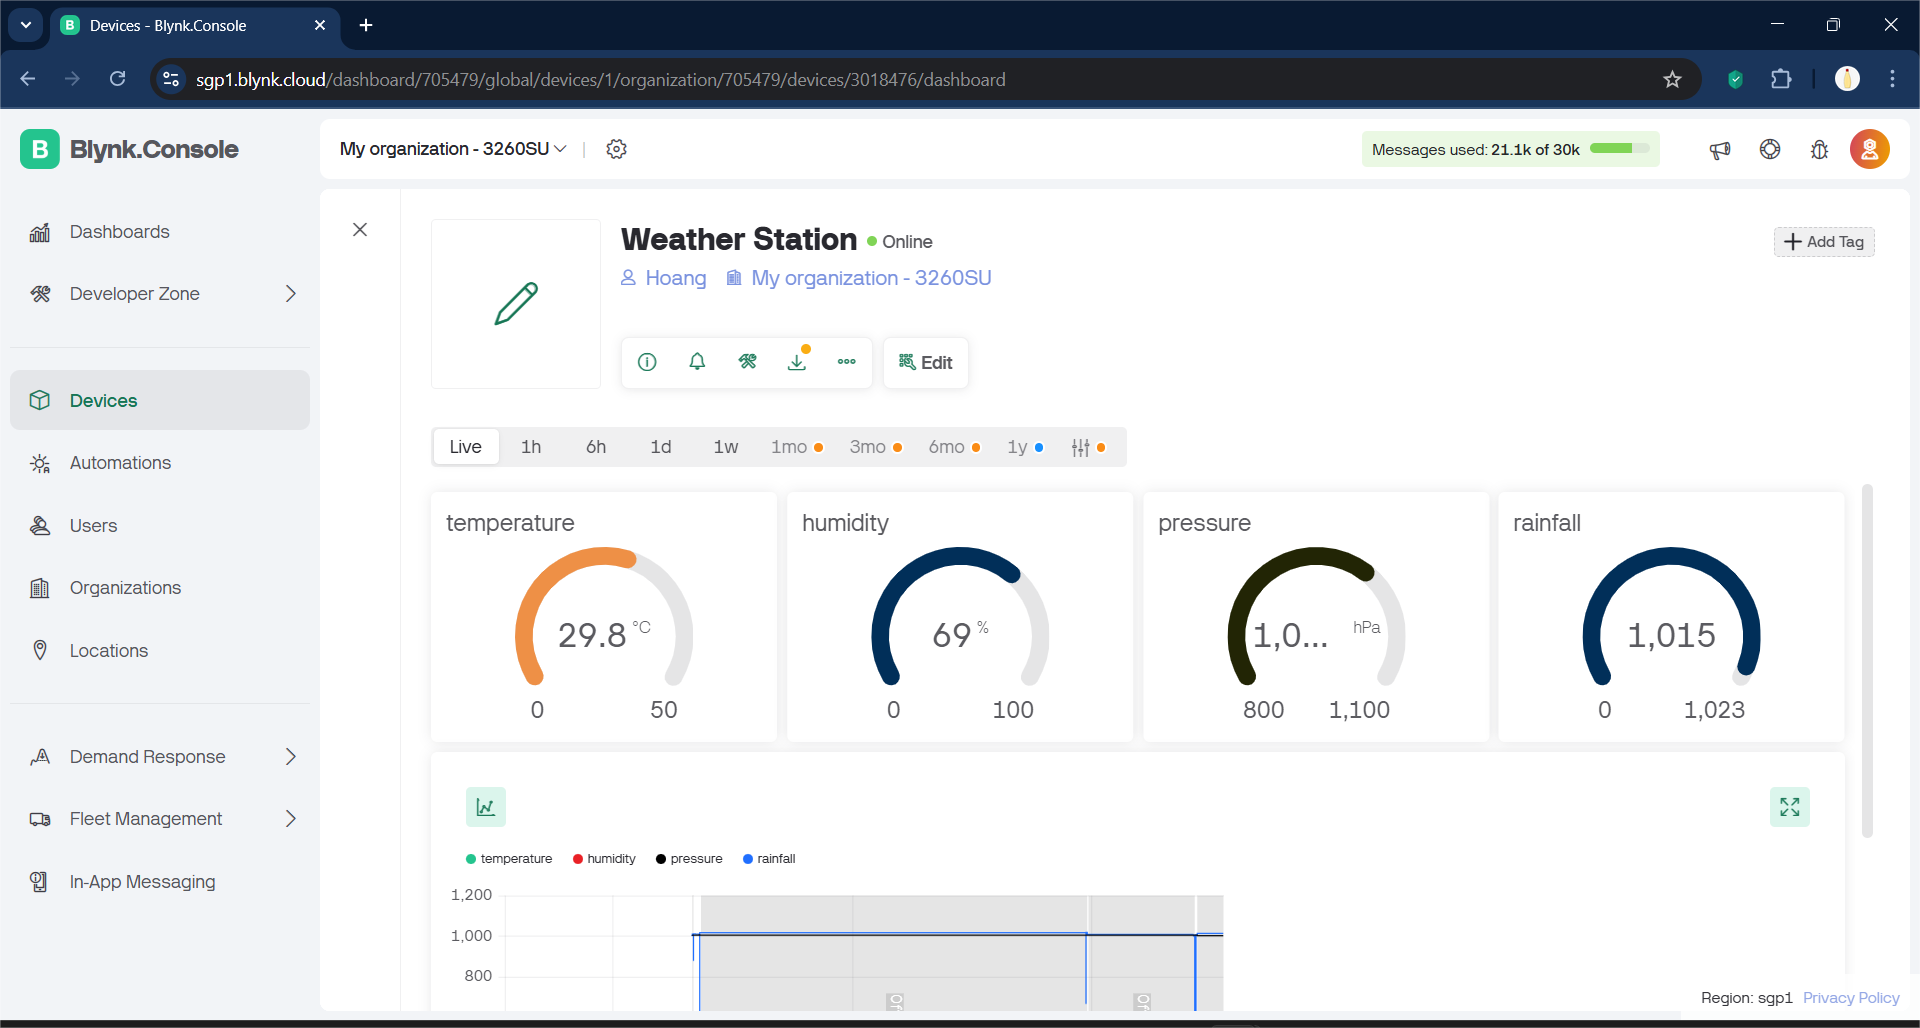 Devices - Blynk.Console
sgp1.blynk.cloud/dashboard/705479/global/devices/1/organization/705479/devices/3018476/dashboard
B Blynk.Console
My organization - 3260SU
Messages used: 21.1k of 30k
Dashboards
Developer Zone
Devices
Automations
Users
Organizations
Locations
Demand Response
Fleet Management
In-App Messaging
Weather Station Online
Add Tag
Hoang My organization - 3260SU
Edit
Live 1h 6h 1d 1w 1mo 3mo 6mo 1y
temperature
29.8 °C
0 50
humidity
69 %
0 100
pressure
1,0... hPa
800 1,100
rainfall
1,015
0 1,023
temperature humidity pressure rainfall
1,200
1,000
800
Region: sgp1 Privacy Policy